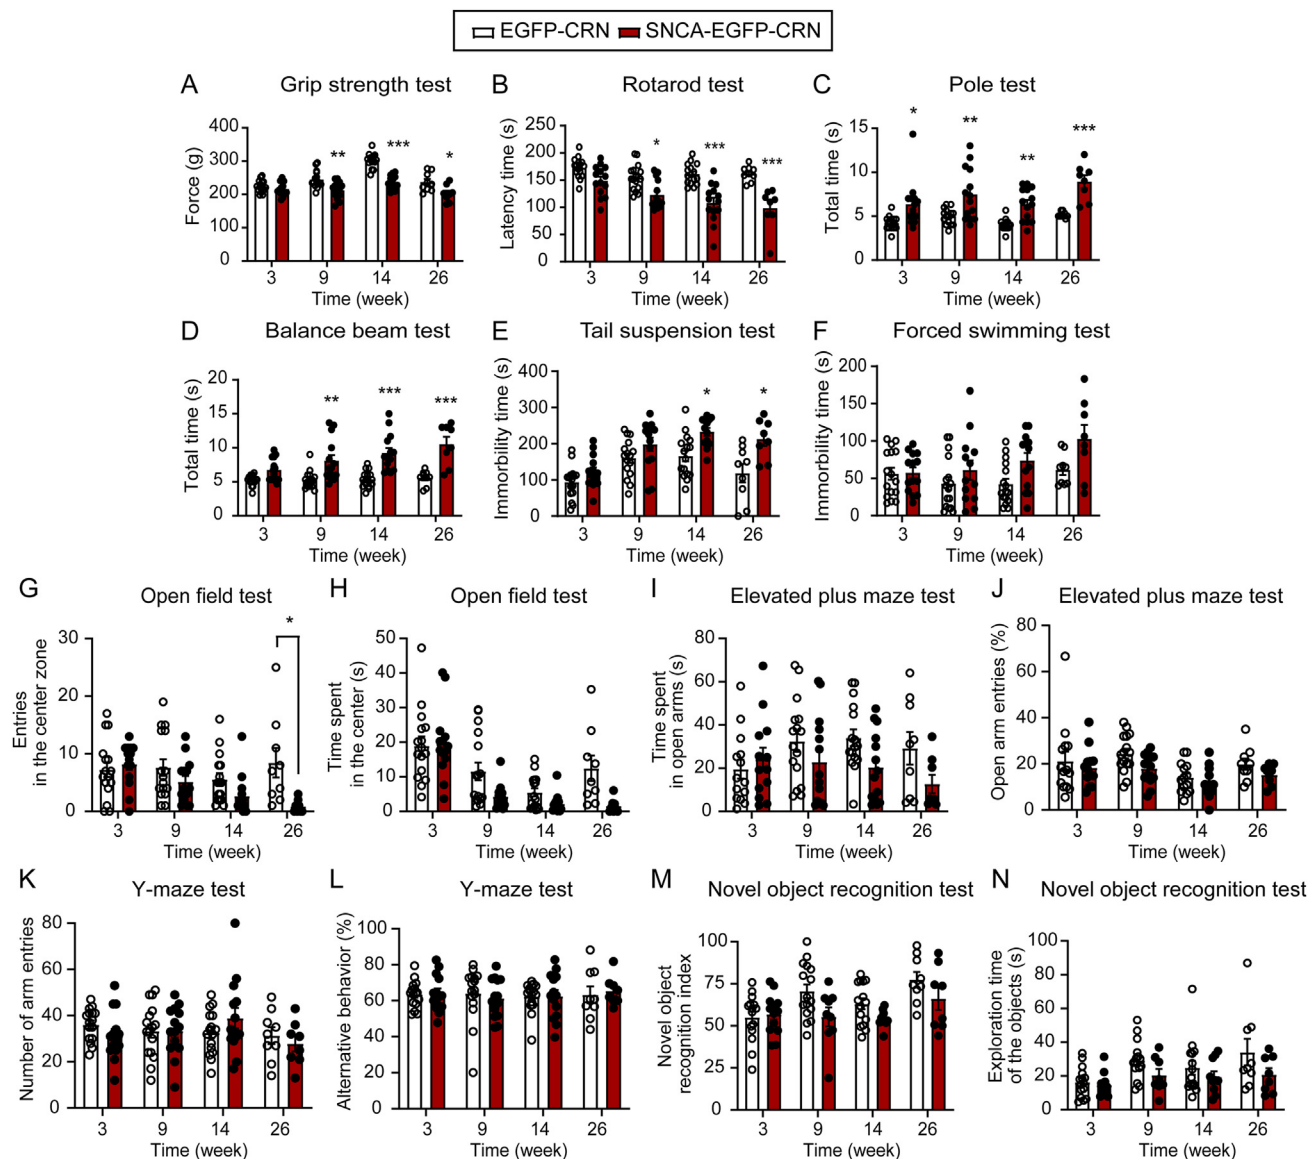 EGFP-CRN SNCA-EGFP-CRN
A Grip strength test
Force (g)
400
300
200
100
0
** *** *
3 9 14 26
Time (week)
B Rotarod test
Latency time (s)
250
200
150
100
50
0
* *** ***
3 9 14 26
Time (week)
C Pole test
Total time (s)
15
10
5
0
* ** ** ***
3 9 14 26
Time (week)
D Balance beam test
Total time (s)
20
15
10
5
0
** *** ***
3 9 14 26
Time (week)
E Tail suspension test
Immorbility time (s)
400
300
200
100
0
* *
3 9 14 26
Time (week)
F Forced swimming test
Immorbility time (s)
200
150
100
50
0
3 9 14 26
Time (week)
G Open field test
Entries
in the center zone
30
20
10
0
*
3 9 14 26
Time (week)
H Open field test
Time spent
in the center (s)
50
40
30
20
10
0
3 9 14 26
Time (week)
I Elevated plus maze test
Time spent
in open arms (s)
80
60
40
20
0
3 9 14 26
Time (week)
J Elevated plus maze test
Open arm entries (%)
80
60
40
20
0
3 9 14 26
Time (week)
K Y-maze test
Number of arm entries
80
60
40
20
0
3 9 14 26
Time (week)
L Y-maze test
Alternative behavior (%)
100
80
60
40
20
0
3 9 14 26
Time (week)
M Novel object recognition test
Novel object
recognition index
100
75
50
25
0
3 9 14 26
Time (week)
N Novel object recognition test
Exploration time
of the objects (s)
100
80
60
40
20
0
3 9 14 26
Time (week)